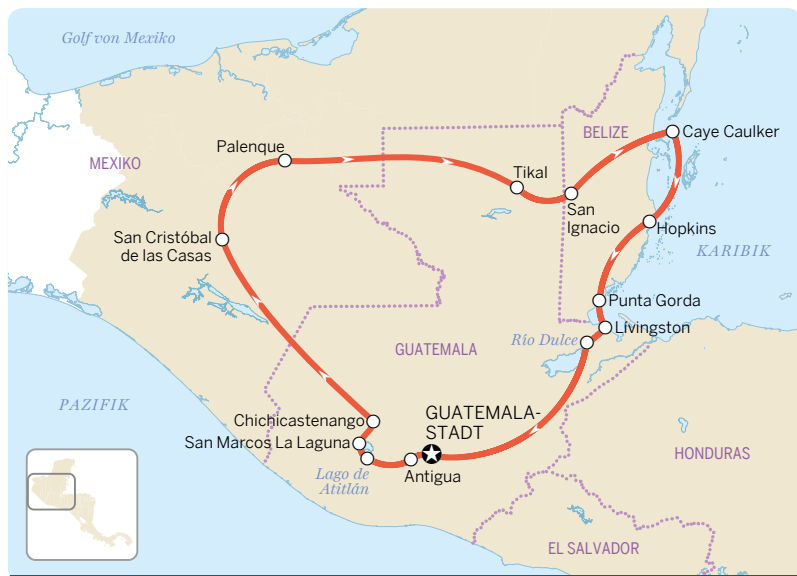 Golf von Mexiko
BELIZE
Caye Caulker
Palenque
MEXIKO
Tikal
San
Ignacio
Hopkins
San Cristóbal
de las Casas
KARIBIK
Punta Gorda
Lívingston
Río Dulce
GUATEMALA
PAZIFIK
GUATEMALA-
STADT
Chichicastenango
San Marcos La Laguna
HONDURAS
Lago de
Atitlán
Antigua
EL SALVADOR